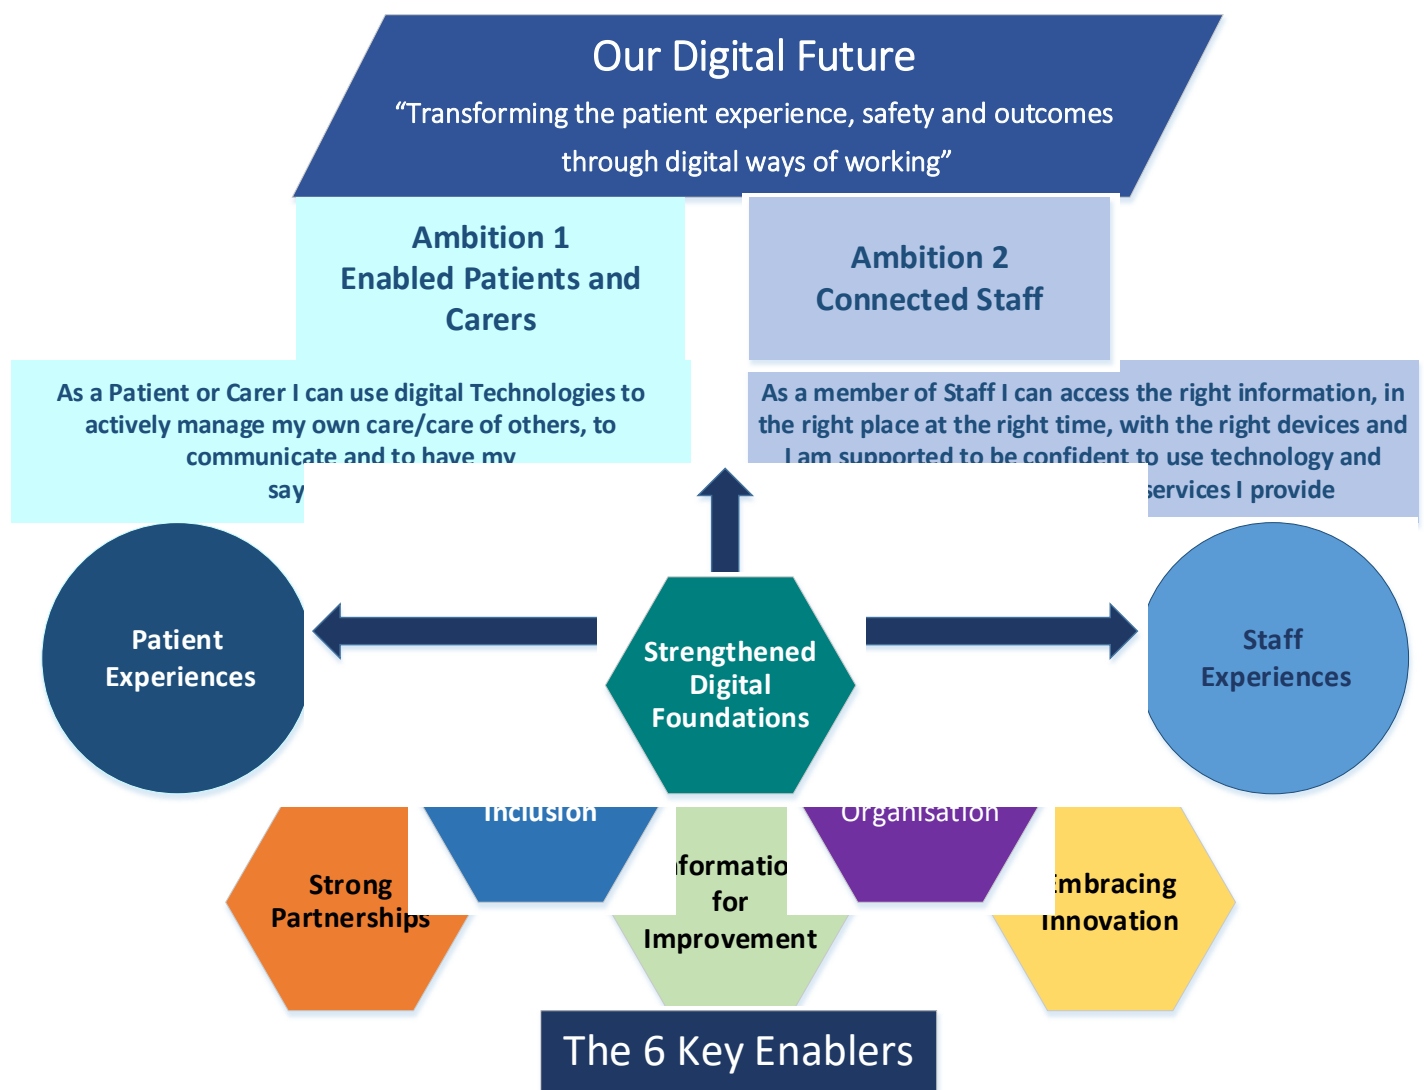 Our Digital Future
“Transforming the patient experience, safety and outcomes
through digital ways of working”
Ambition 1
Enabled Patients and
Carers
Ambition 2
Connected Staff
As a Patient or Carer I can use digital Technologies to
actively manage my own care/care of others, to
communicate and to have my
say
As a member of Staff I can access the right information, in
the right place at the right time, with the right devices and
I am supported to be confident to use technology and
services I provide
Patient
Experiences
Strengthened
Digital
Foundations
Staff
Experiences
Inclusion
Organisation
Strong
Partnerships
for
Improvement
Embracing
Innovation
The 6 Key Enablers